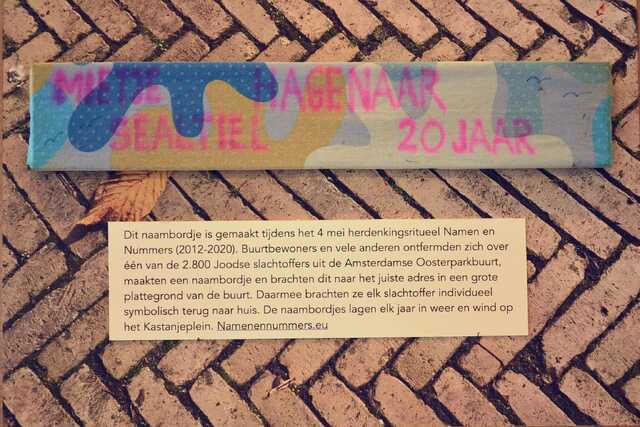 MIETJE HAGENAAR
SEALTIEL 20 JAAR
Dit naambordje is gemaakt tijdens het 4 mei herdenkingsritueel Namen en
Nummers (2012-2020). Buurtbewoners en vele anderen ontfermden zich over
één van de 2.800 Joodse slachtoffers uit de Amsterdamse Oosterparkbuurt,
maakten een naambordje en brachten dit naar het juiste adres in een grote
plattegrond van de buurt. Daarmee brachten ze elk slachtoffer individueel
symbolisch terug naar huis. De naambordjes lagen elk jaar in weer en wind op
het Kastanjeplein. Namenennummers.eu